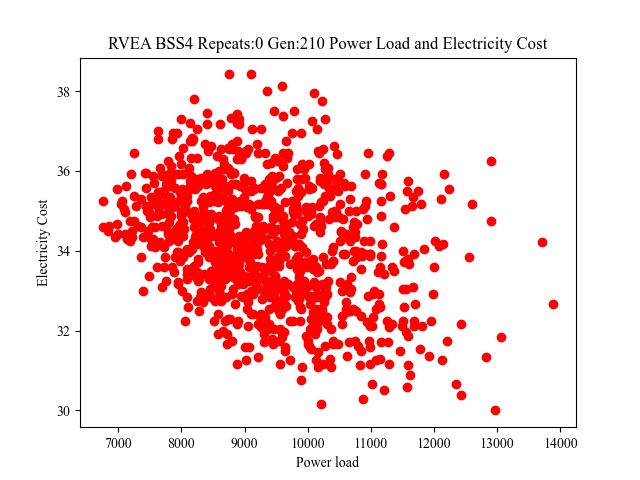 RVEA BSS4 Repeats:0 Gen:210 Power Load and Electricity Cost
38
36
34
32
30
Electricity Cost
7000 8000 9000 10000 11000 12000 13000 14000
Power load